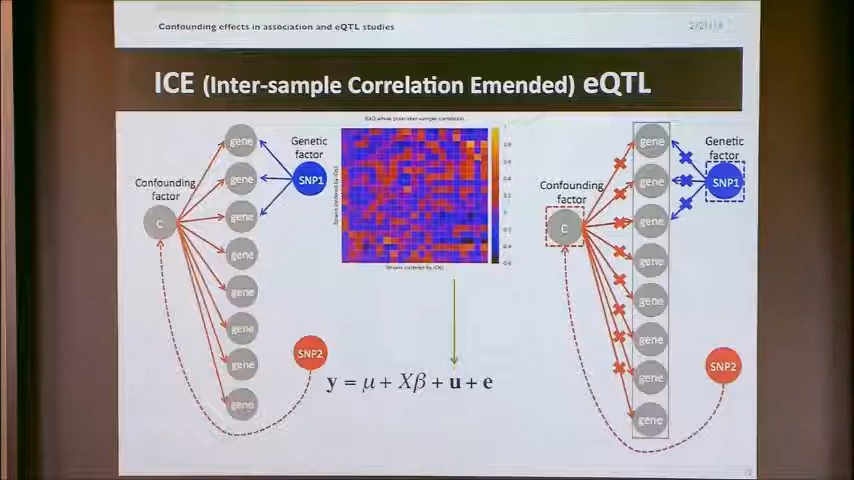 Confounding effects in association and eQTL studies
ICE (Inter-sample Correlation Emended) eQTL
gene
gene
gene
gene
gene
gene
gene
gene
Confounding
factor
C
Genetic
factor
SNP1
SNP2
y = μ + Xβ + u + e
Confounding
factor
C
gene
gene
gene
gene
gene
gene
gene
gene
Genetic
factor
SNP1
SNP2